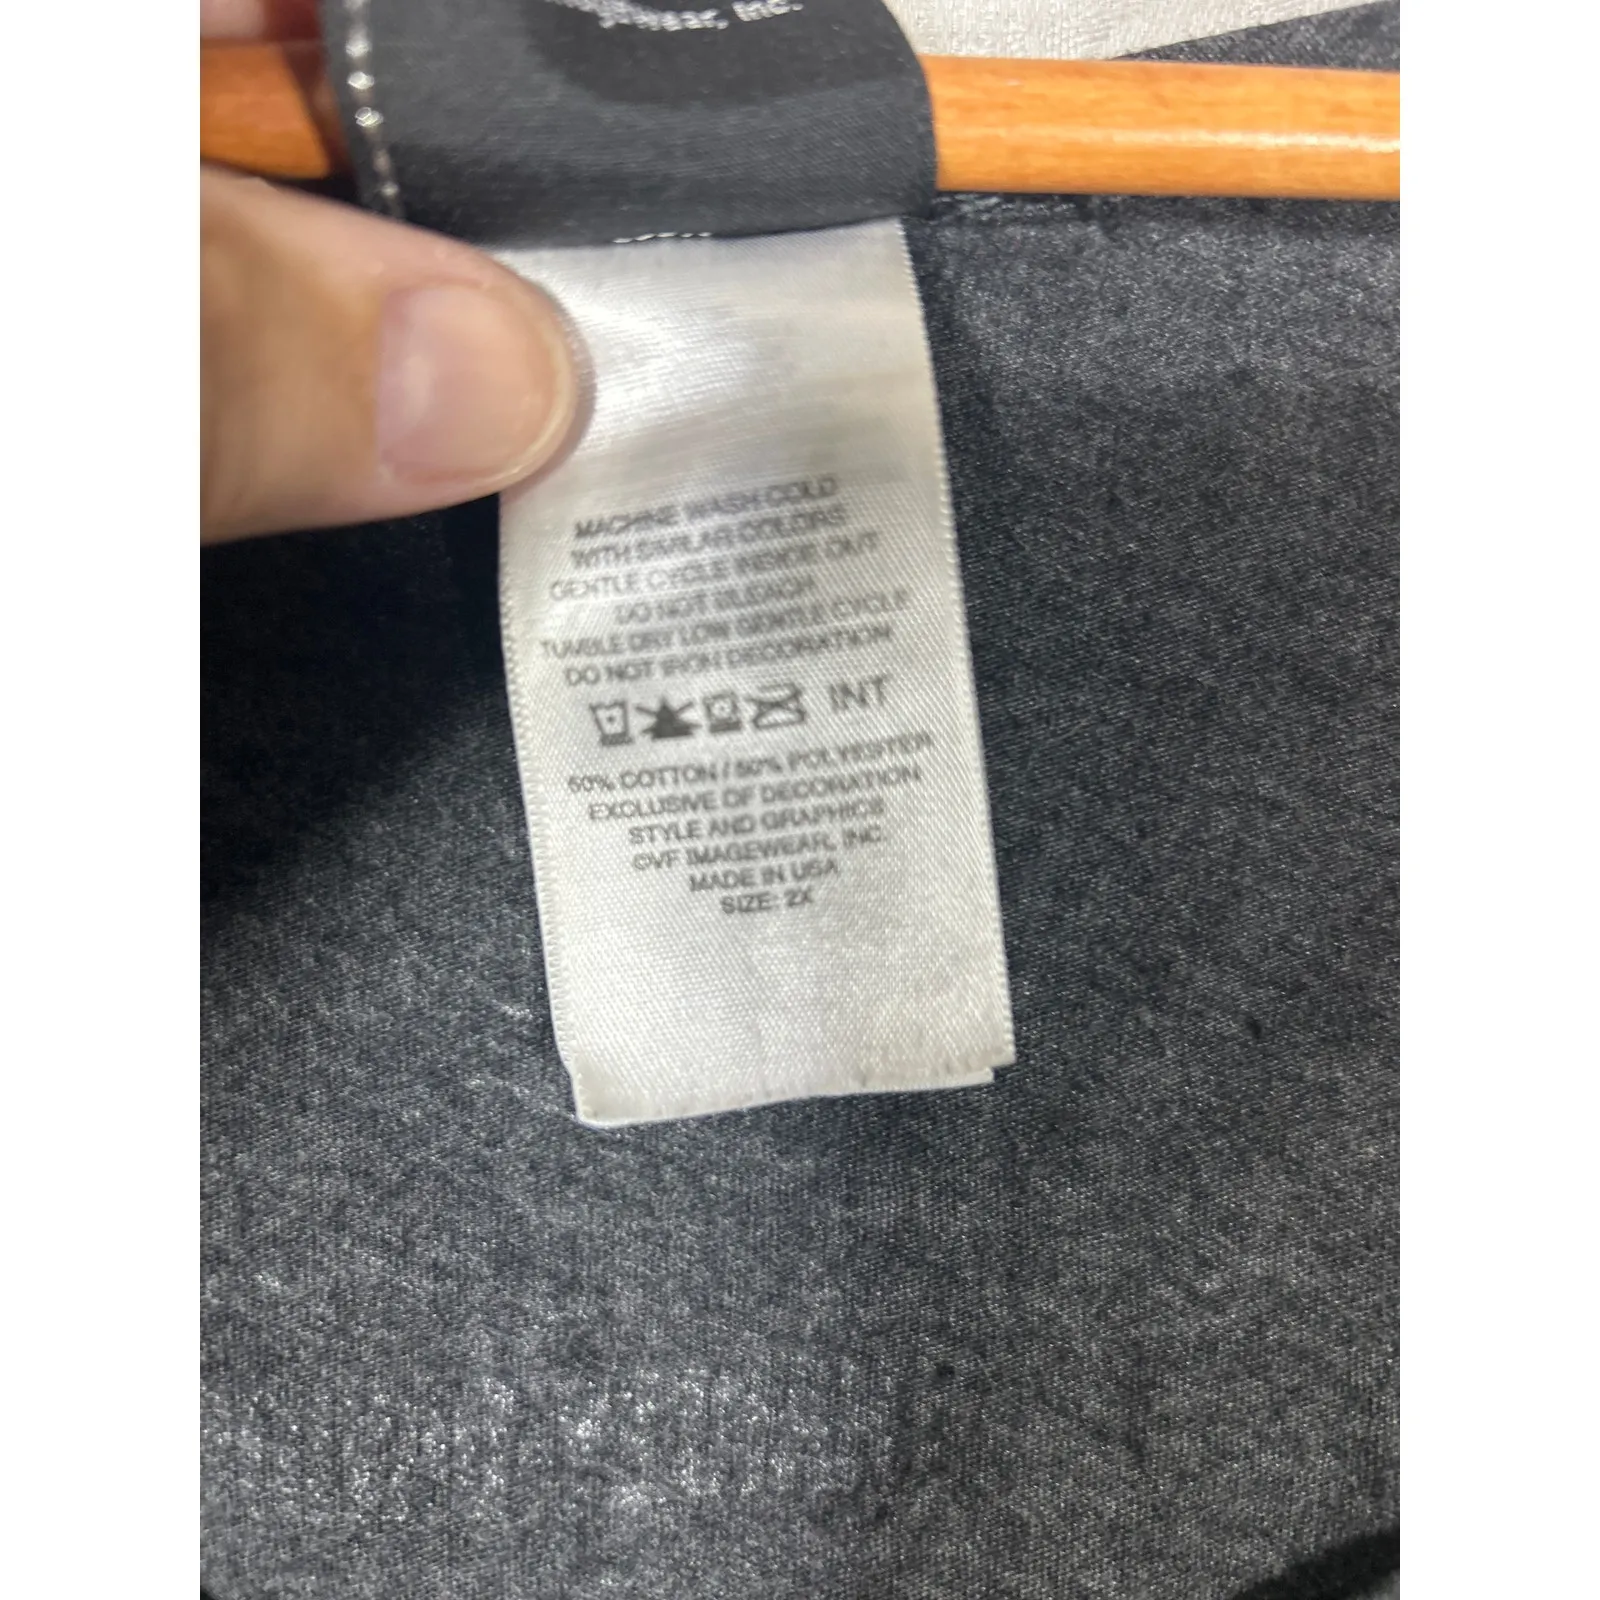 Inc.
MACHINE WASH COLD
WITH SIMILAR COLORS
GENTLE CYCLE INSIDE OUT
DO NOT BLEACH
TUMBLE DRY LOW GENTLE CYCLE
DO NOT IRON DECORATION
INT
50% COTTON / 50% POLYESTER
EXCLUSIVE OF DECORATION
STYLE AND GRAPHICS
©VF IMAGEWEAR, INC.
MADE IN USA
SIZE: 2X